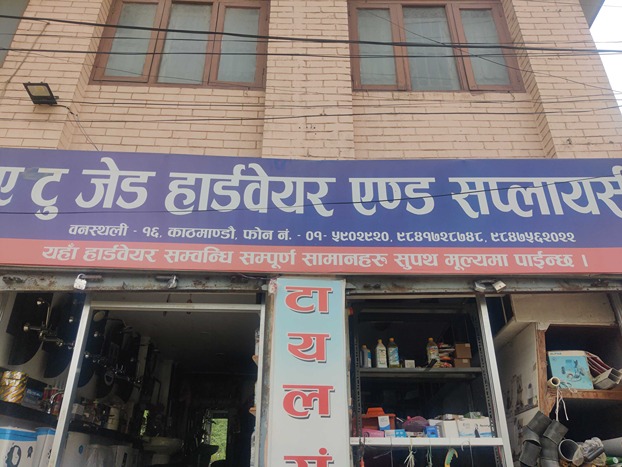 ए टु जेड हार्डवेयर एण्ड सप्लायर्स
वनस्थली - १६, काठमाण्डौ, फोन नं. - ०१- ५९०२९२०, ९८४१७२८७४८, ९८४७५६२०२२
यहाँ हार्डवेयर सम्बन्धि सम्पूर्ण सामानहरु सुपथ मूल्यमा पाईन्छ ।
टा
य
ल